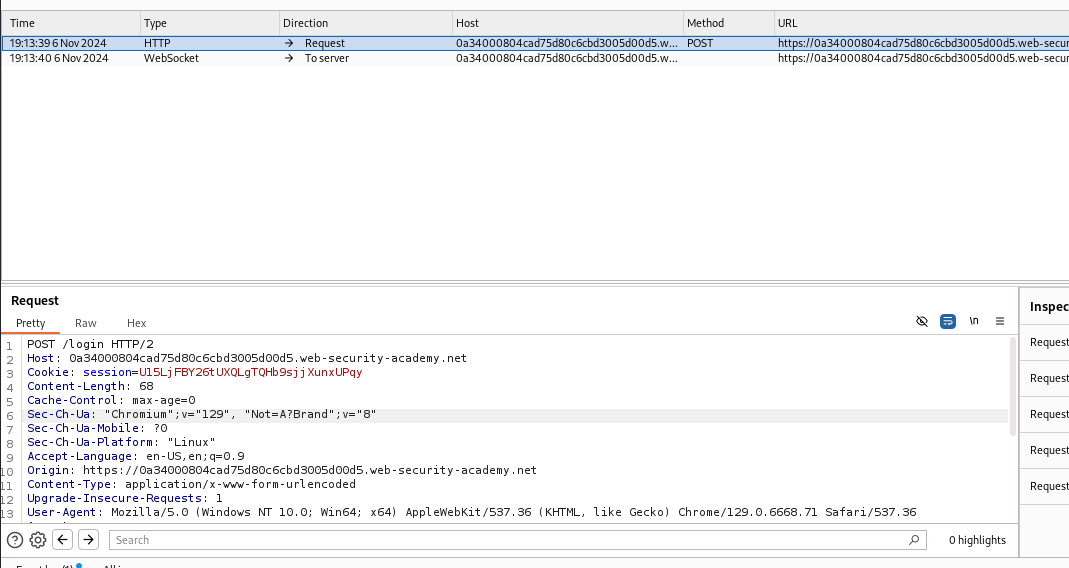 Time Type Direction Host Method URL
19:13:39 6 Nov 2024 HTTP → Request 0a34000804cad75d80c6cbd3005d00d5.w... POST https://0a34000804cad75d80c6cbd3005d00d5.web-secur
19:13:40 6 Nov 2024 WebSocket → To server 0a34000804cad75d80c6cbd3005d00d5.w... https://0a34000804cad75d80c6cbd3005d00d5.web-secur
Request Inspec
Pretty Raw Hex \n
1 POST /login HTTP/2
2 Host: 0a34000804cad75d80c6cbd3005d00d5.web-security-academy.net
3 Cookie: session=U15LjFBY26tUXQLgTQHb9sjjXunxUPqy
4 Content-Length: 68
5 Cache-Control: max-age=0
6 Sec-Ch-Ua: "Chromium";v="129", "Not=A?Brand";v="8"
7 Sec-Ch-Ua-Mobile: ?0
8 Sec-Ch-Ua-Platform: "Linux"
9 Accept-Language: en-US,en;q=0.9
10 Origin: https://0a34000804cad75d80c6cbd3005d00d5.web-security-academy.net
11 Content-Type: application/x-www-form-urlencoded
12 Upgrade-Insecure-Requests: 1
13 User-Agent: Mozilla/5.0 (Windows NT 10.0; Win64; x64) AppleWebKit/537.36 (KHTML, like Gecko) Chrome/129.0.6668.71 Safari/537.36
Request
Request
Request
Request
Request
Search 0 highlights